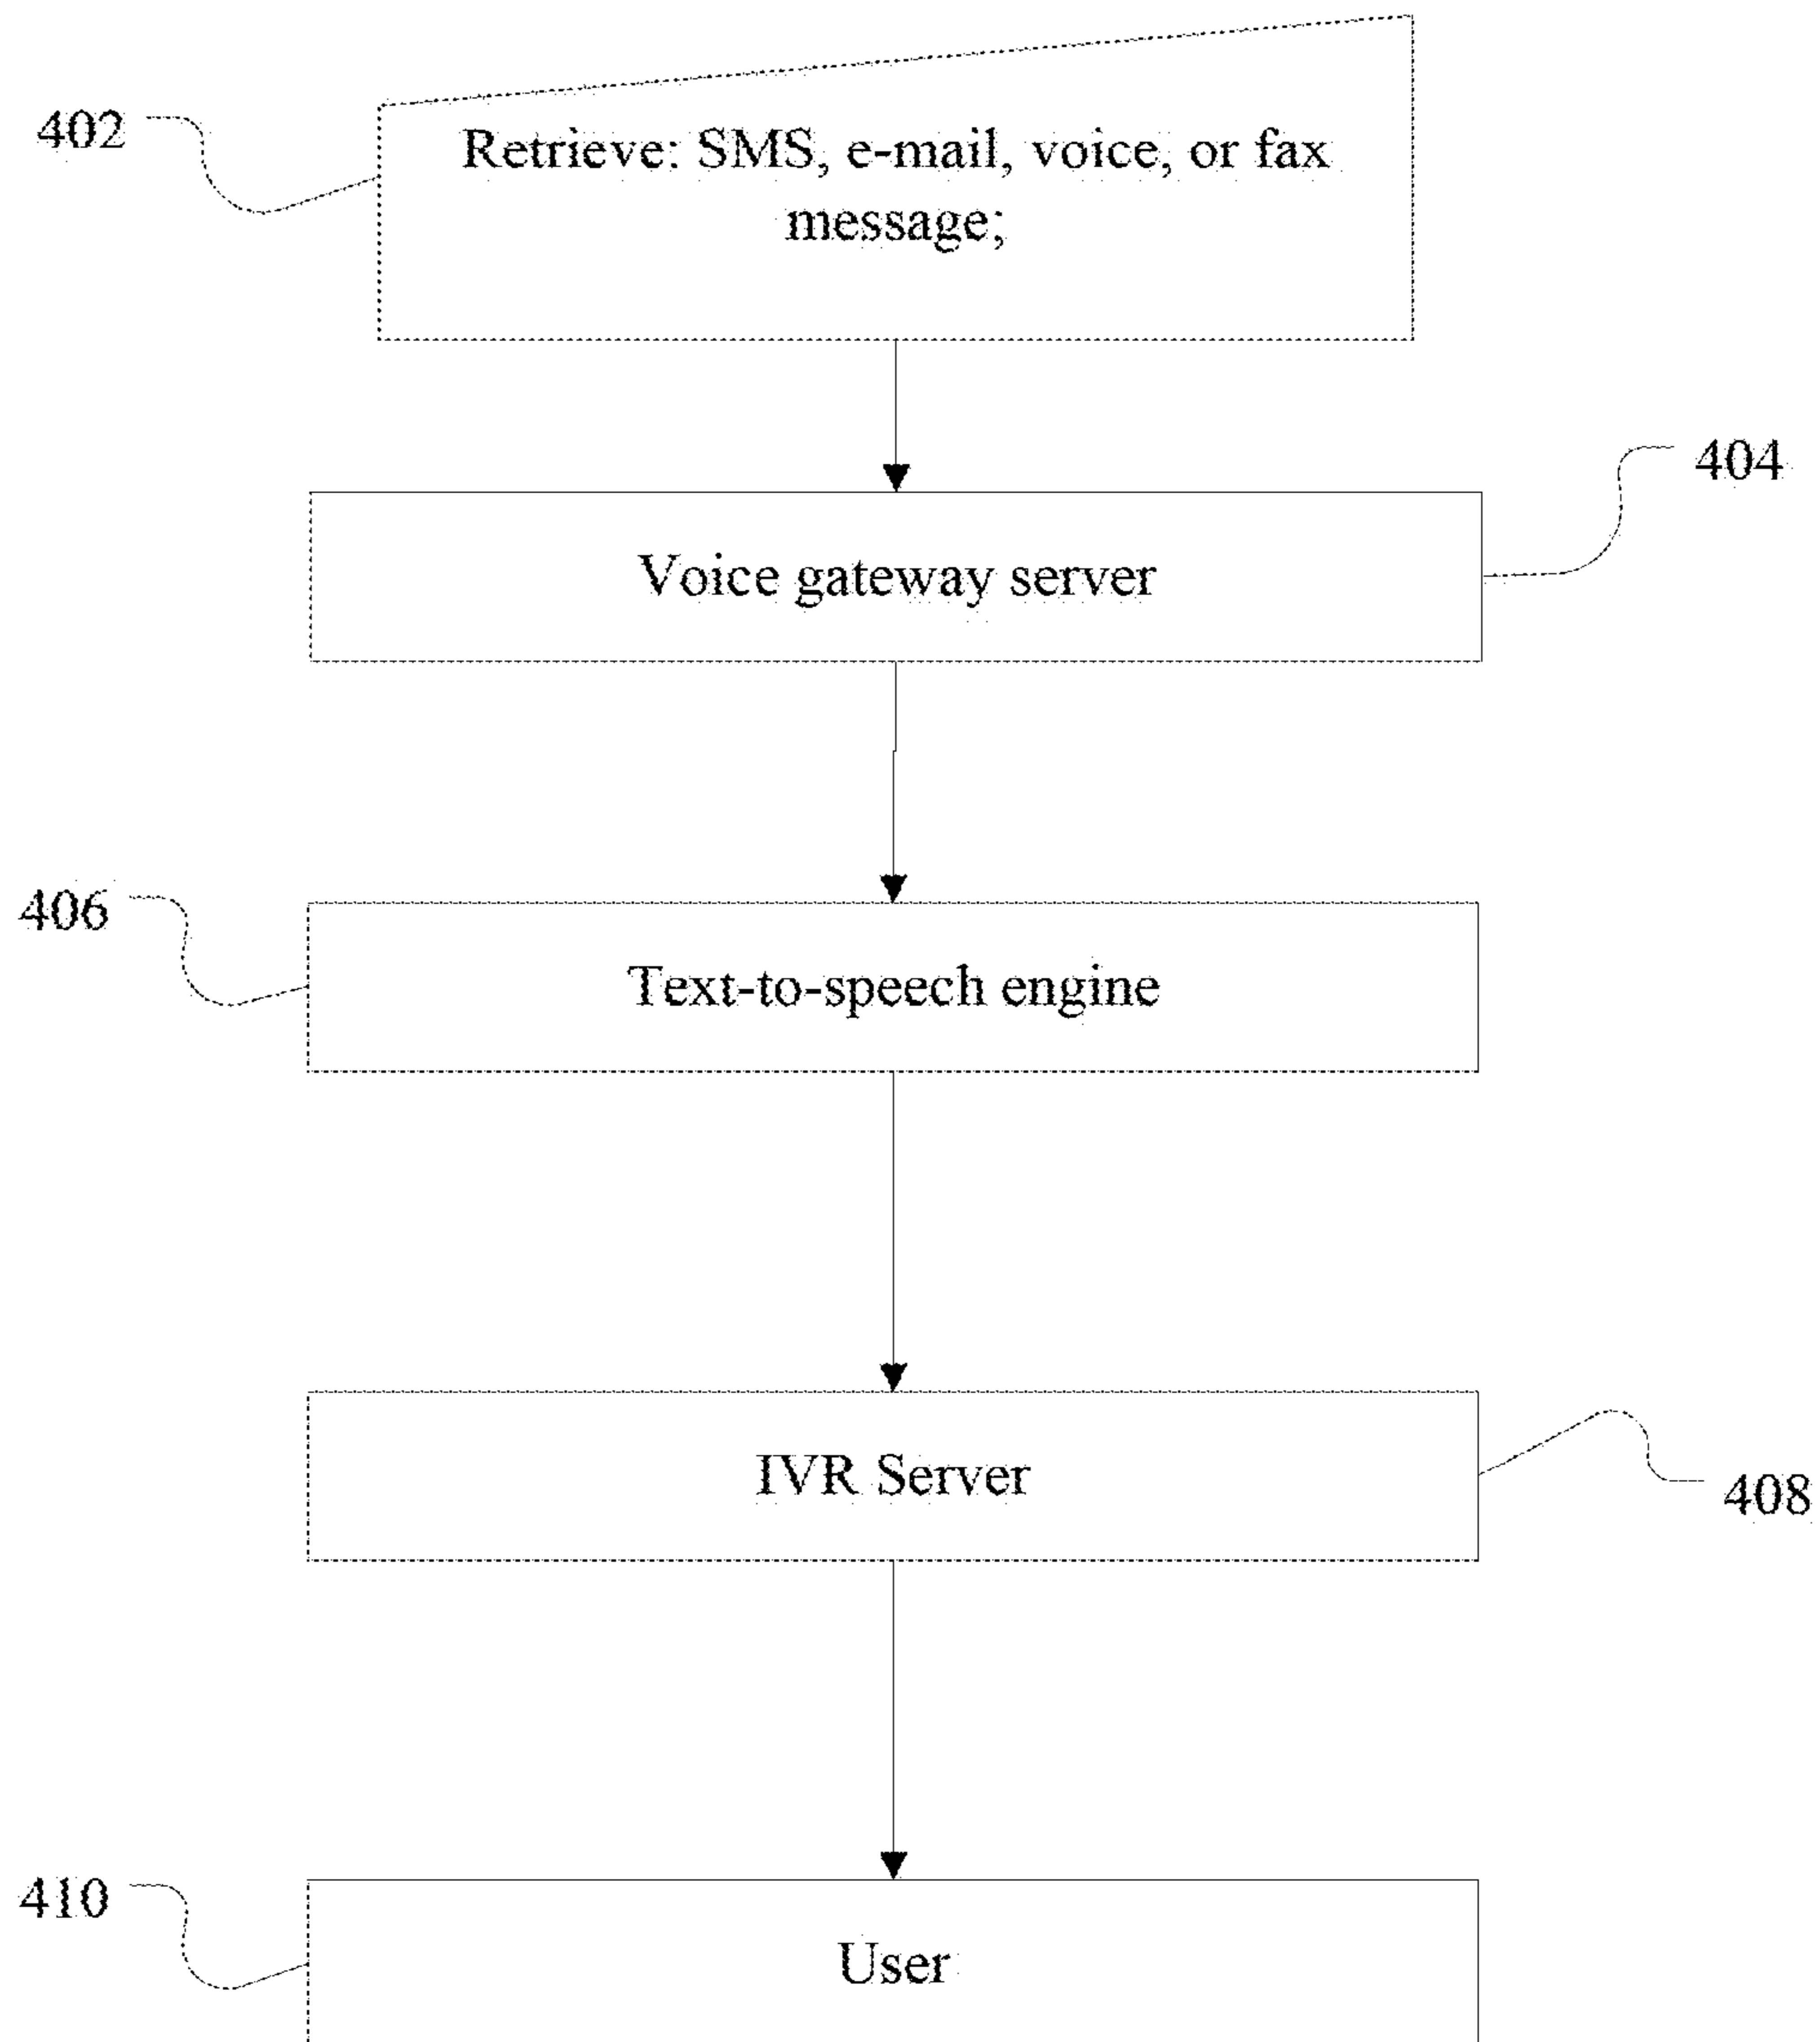 402
Retrieve: SMS, e-mail, voice, or fax
message;
404
Voice gateway server
406
Text-to-speech engine
IVR Server
408
410
User